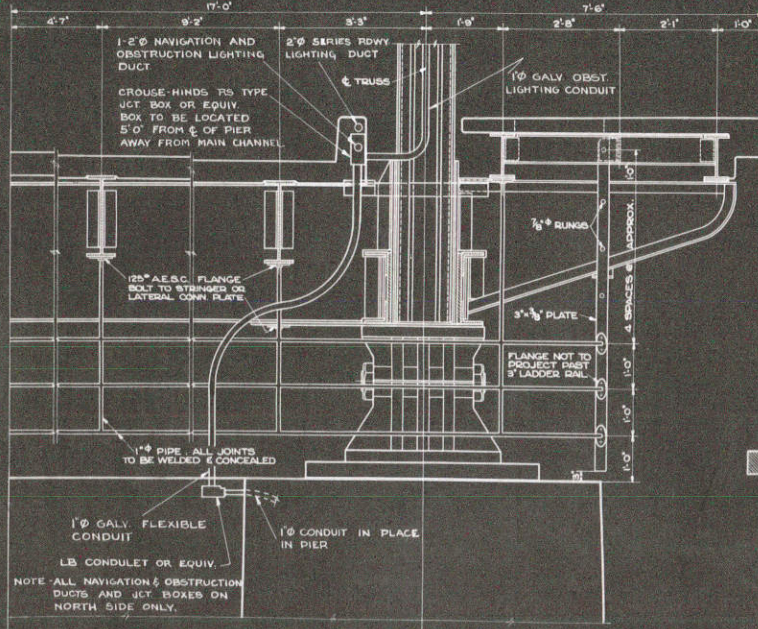 17'-0"
7'-6"
4'-7"
9'-2"
3'-3"
1'-9"
2'-8"
2'-1"
1'-0"
1-2"Ø NAVIGATION AND
OBSTRUCTION LIGHTING
DUCT.
2"Ø SERIES RDWY
LIGHTING DUCT
℄ TRUSS
1"Ø GALV. OBST.
LIGHTING CONDUIT
CROUSE-HINDS FS TYPE
JCT BOX OR EQUIV.
BOX TO BE LOCATED
5'0" FROM ℄ OF PIER
AWAY FROM MAIN CHANNEL
1'-0"
7/8"Ø RUNGS
4 SPACES @ APPROX.
125# A.E.S.C. FLANGE
BOLT TO STRINGER OR
LATERAL CONN. PLATE
3"x3/8" PLATE
FLANGE NOT TO
PROJECT PAST
3" LADDER RAIL
1'-0"
1'-0"
1'-0"
1"Ø PIPE, ALL JOINTS
TO BE WELDED & CONCEALED
1"Ø GALV. FLEXIBLE
CONDUIT
1"Ø CONDUIT IN PLACE
IN PIER
LB CONDULET OR EQUIV.
NOTE - ALL NAVIGATION & OBSTRUCTION
DUCTS AND JCT BOXES ON
NORTH SIDE ONLY.